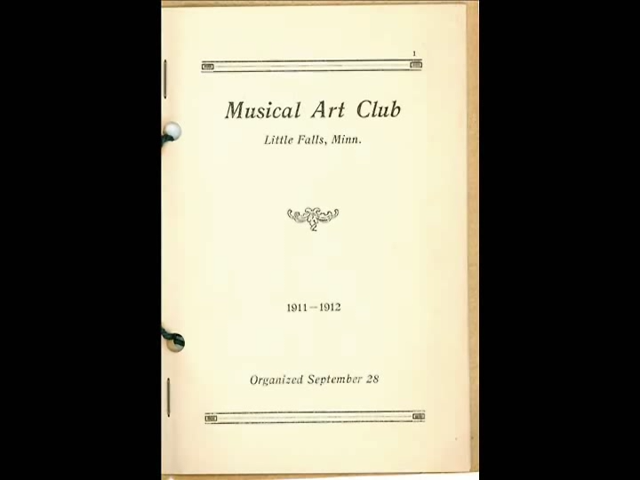 1
Musical Art Club
Little Falls, Minn.
1911—1912
Organized September 28